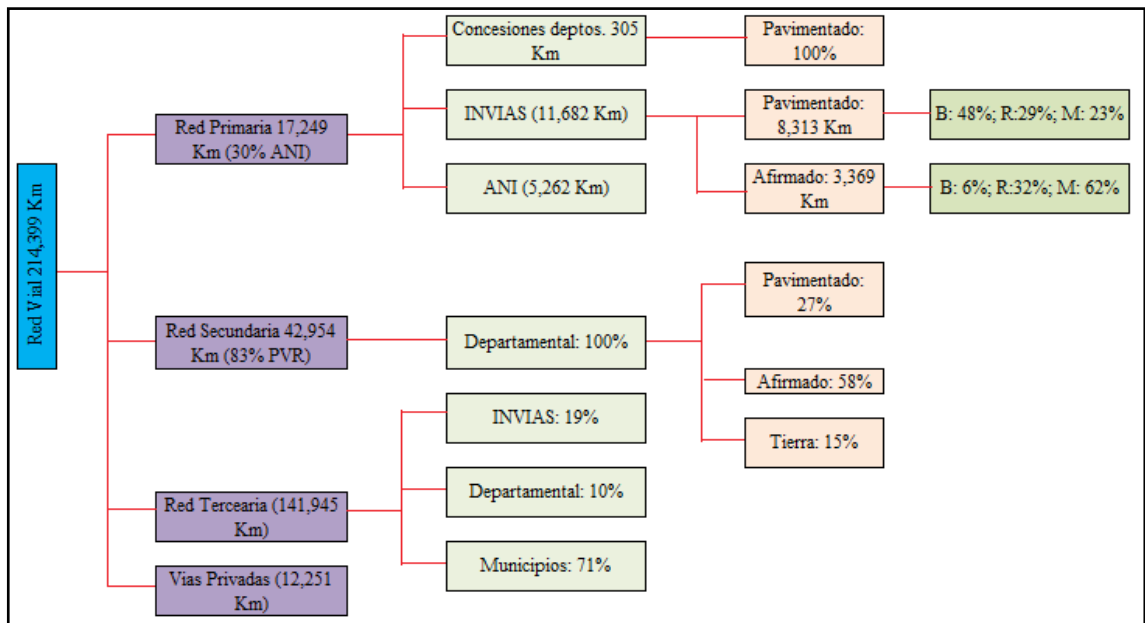 Red Vial 214,399 Km
Red Primaria 17,249
Km (30% ANI)
Concesiones deptos. 305
Km
Pavimentado:
100%
INVIAS (11,682 Km)
Pavimentado:
8,313 Km
B: 48%; R:29%; M: 23%
Afirmado: 3,369
Km
B: 6%; R:32%; M: 62%
ANI (5,262 Km)
Red Secundaria 42,954
Km (83% PVR)
Departamental: 100%
Pavimentado:
27%
Afirmado: 58%
Tierra: 15%
Red Tercearia (141,945
Km)
INVIAS: 19%
Departamental: 10%
Municipios: 71%
Vias Privadas (12,251
Km)